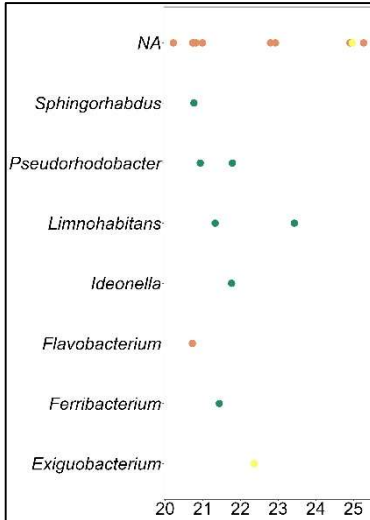 NA
Sphingorhabdus
Pseudorhodobacter
Limnohabitans
Ideonella
Flavobacterium
Ferribacterium
Exiguobacterium
20 21 22 23 24 25